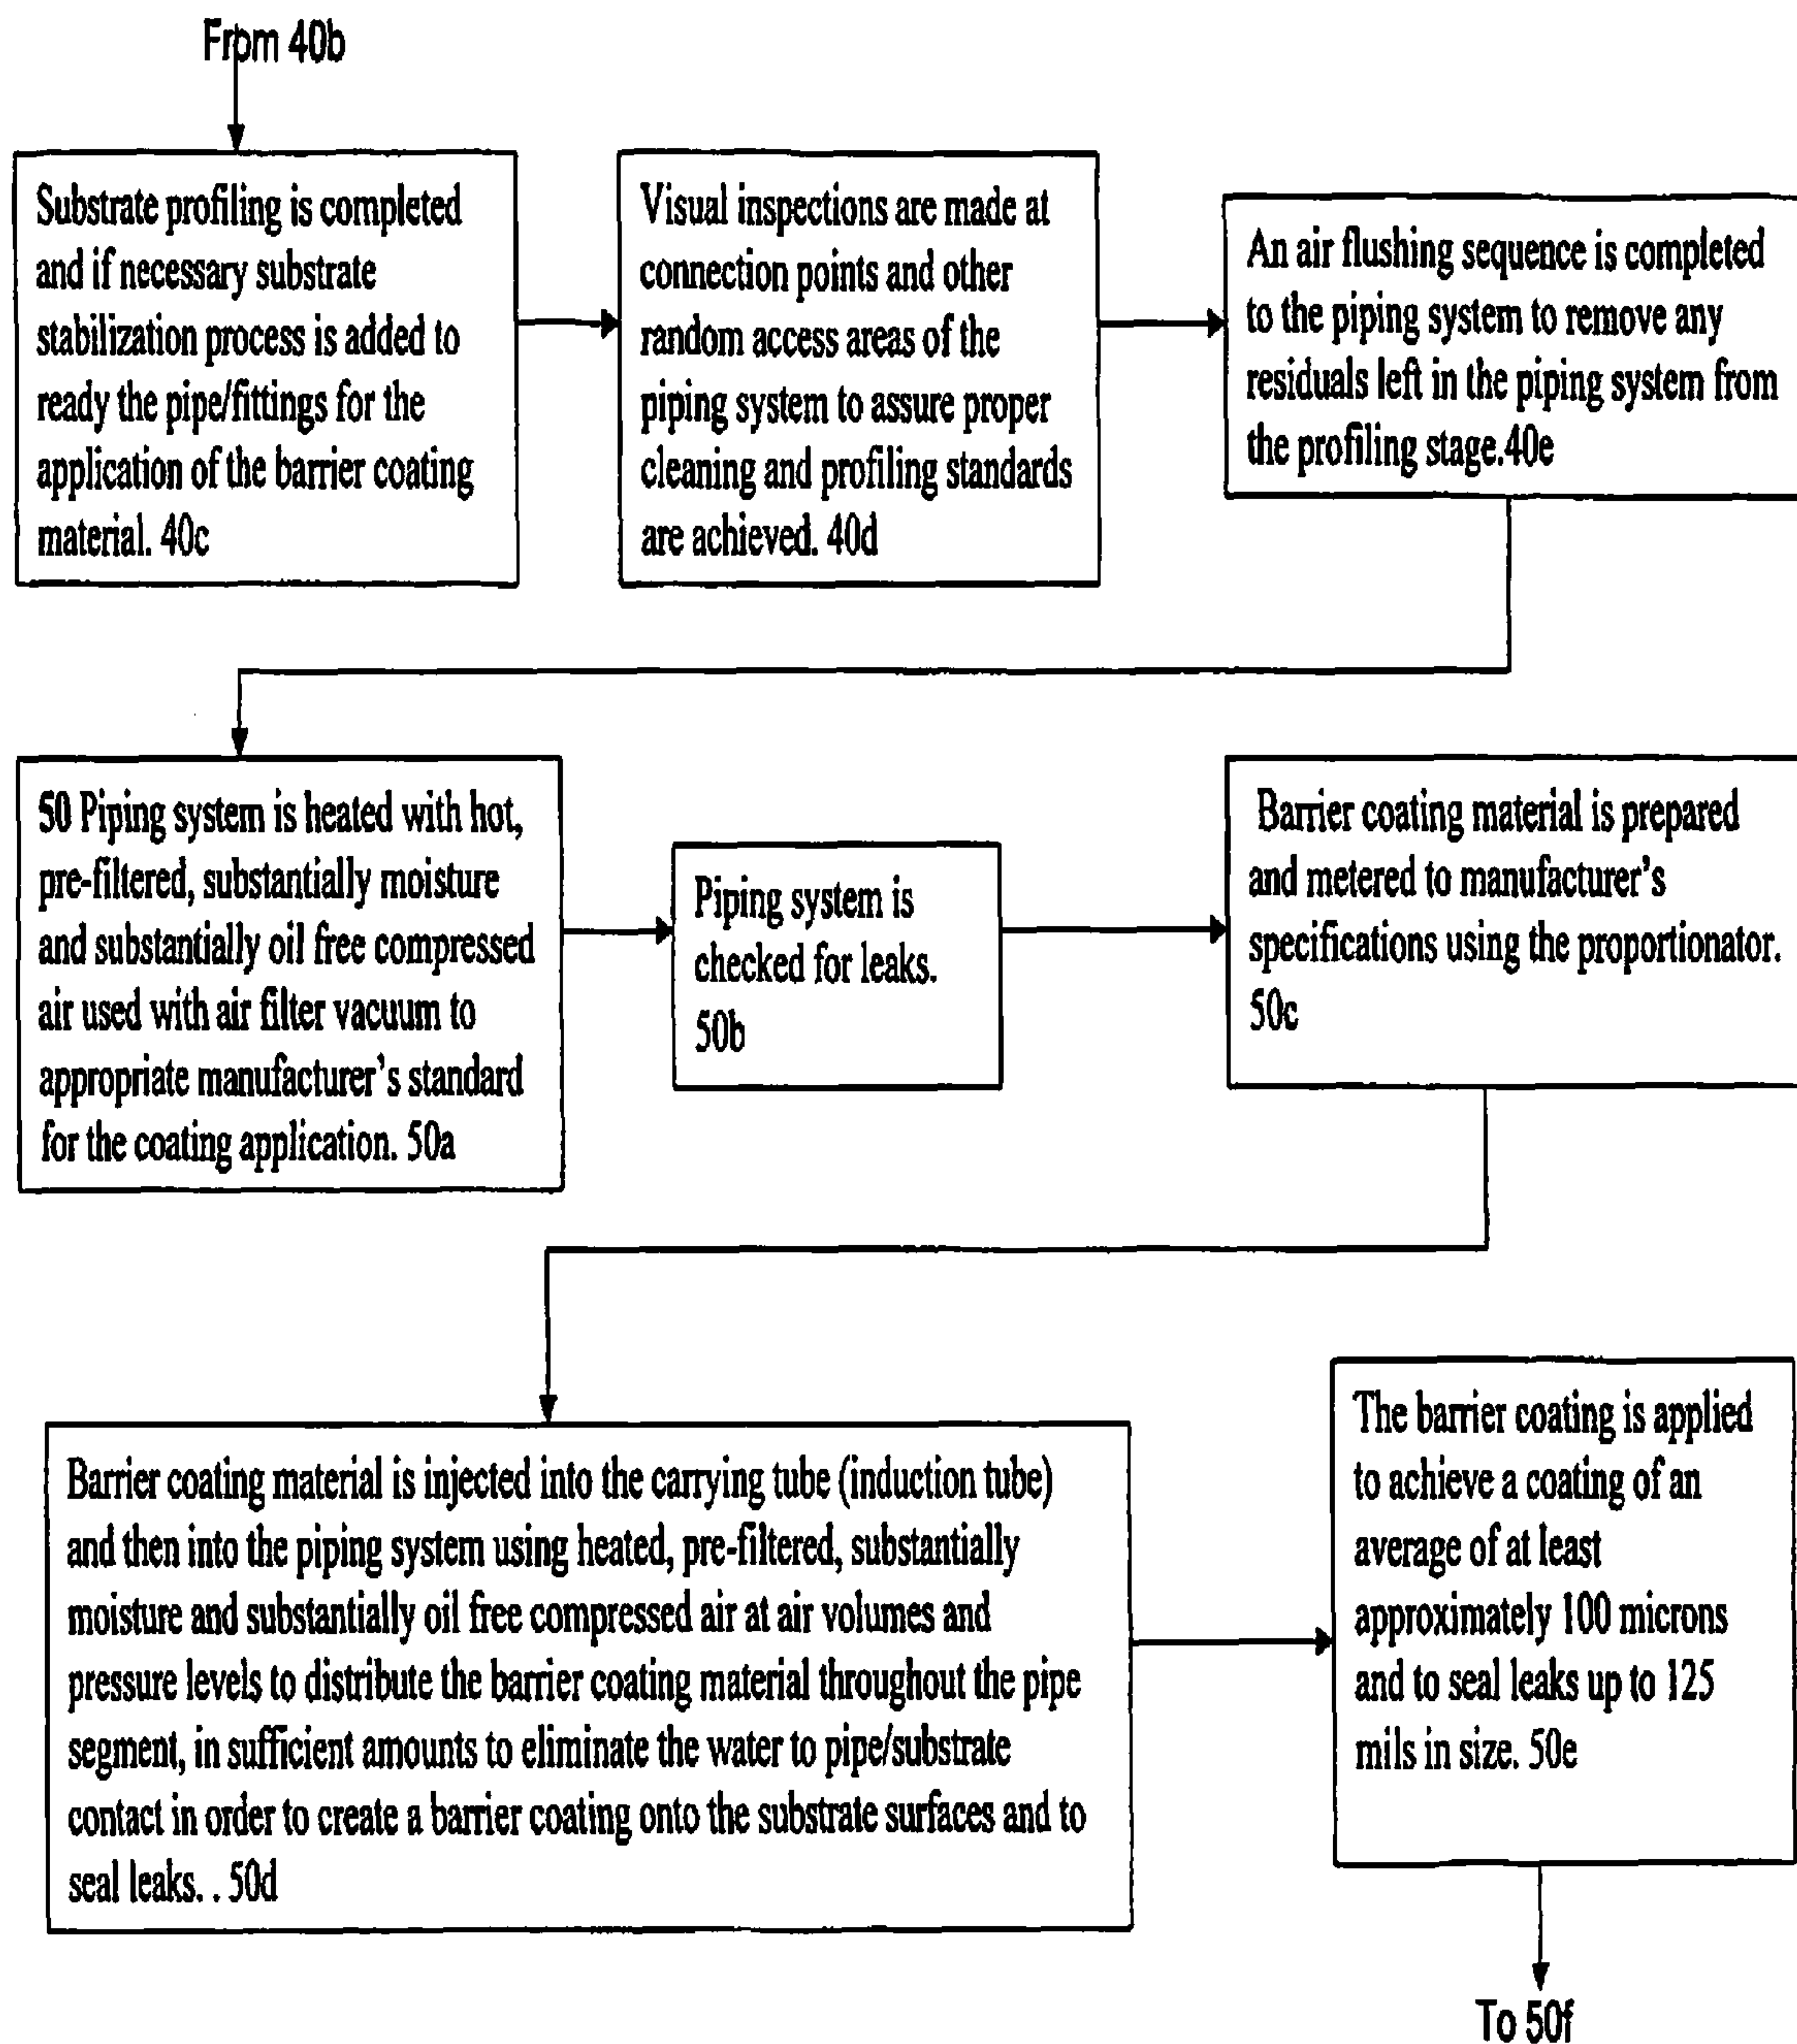 From 40b
Substrate profiling is completed
and if necessary substrate
stabilization process is added to
ready the pipe/fittings for the
application of the barrier coating
material. 40c
Visual inspections are made at
connection points and other
random access areas of the
piping system to assure proper
cleaning and profiling standards
are achieved. 40d
An air flushing sequence is completed
to the piping system to remove any
residuals left in the piping system from
the profiling stage.40e
50 Piping system is heated with hot,
pre-filtered, substantially moisture
and substantially oil free compressed
air used with air filter vacuum to
appropriate manufacturer's standard
for the coating application. 50a
Piping system is
checked for leaks.
50b
Barrier coating material is prepared
and metered to manufacturer's
specifications using the proportionator.
50c
Barrier coating material is injected into the carrying tube (induction tube)
and then into the piping system using heated, pre-filtered, substantially
moisture and substantially oil free compressed air at air volumes and
pressure levels to distribute the barrier coating material throughout the pipe
segment, in sufficient amounts to eliminate the water to pipe/substrate
contact in order to create a barrier coating onto the substrate surfaces and to
seal leaks. . 50d
The barrier coating is applied
to achieve a coating of an
average of at least
approximately 100 microns
and to seal leaks up to 125
mils in size. 50e
To 50f